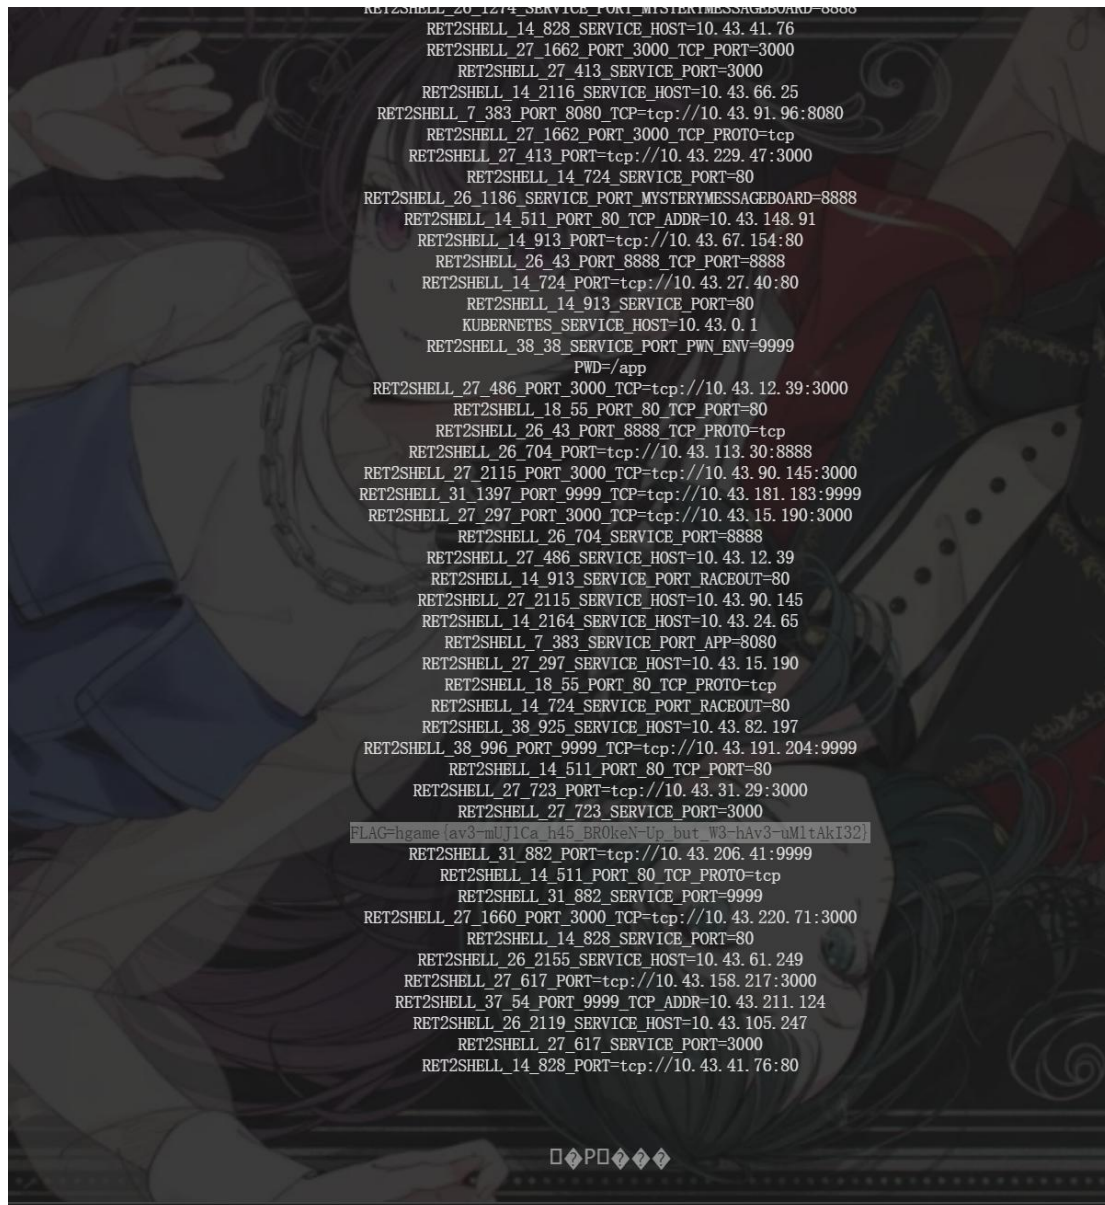 RET2SHELL_26_1274_SERVICE_PORT_MYSTERYMESSAGEBOARD=8888
RET2SHELL_14_828_SERVICE_HOST=10.43.41.76
RET2SHELL_27_1662_PORT_3000_TCP_PORT=3000
RET2SHELL_27_413_SERVICE_PORT=3000
RET2SHELL_14_2116_SERVICE_HOST=10.43.66.25
RET2SHELL_7_383_PORT_8080_TCP=tcp://10.43.91.96:8080
RET2SHELL_27_1662_PORT_3000_TCP_PROTO=tcp
RET2SHELL_27_413_PORT=tcp://10.43.229.47:3000
RET2SHELL_14_724_SERVICE_PORT=80
RET2SHELL_26_1186_SERVICE_PORT_MYSTERYMESSAGEBOARD=8888
RET2SHELL_14_511_PORT_80_TCP_ADDR=10.43.148.91
RET2SHELL_14_913_PORT=tcp://10.43.67.154:80
RET2SHELL_26_43_PORT_8888_TCP_PORT=8888
RET2SHELL_14_724_PORT=tcp://10.43.27.40:80
RET2SHELL_14_913_SERVICE_PORT=80
KUBERNETES_SERVICE_HOST=10.43.0.1
RET2SHELL_38_38_SERVICE_PORT_PWN_ENV=9999
PWD=/app
RET2SHELL_27_486_PORT_3000_TCP=tcp://10.43.12.39:3000
RET2SHELL_18_55_PORT_80_TCP_PORT=80
RET2SHELL_26_43_PORT_8888_TCP_PROTO=tcp
RET2SHELL_26_704_PORT=tcp://10.43.113.30:8888
RET2SHELL_27_2115_PORT_3000_TCP=tcp://10.43.90.145:3000
RET2SHELL_31_1397_PORT_9999_TCP=tcp://10.43.181.183:9999
RET2SHELL_27_297_PORT_3000_TCP=tcp://10.43.15.190:3000
RET2SHELL_26_704_SERVICE_PORT=8888
RET2SHELL_27_486_SERVICE_HOST=10.43.12.39
RET2SHELL_14_913_SERVICE_PORT_RACEOUT=80
RET2SHELL_27_2115_SERVICE_HOST=10.43.90.145
RET2SHELL_14_2164_SERVICE_HOST=10.43.24.65
RET2SHELL_7_383_SERVICE_PORT_APP=8080
RET2SHELL_27_297_SERVICE_HOST=10.43.15.190
RET2SHELL_18_55_PORT_80_TCP_PROTO=tcp
RET2SHELL_14_724_SERVICE_PORT_RACEOUT=80
RET2SHELL_38_925_SERVICE_HOST=10.43.82.197
RET2SHELL_38_996_PORT_9999_TCP=tcp://10.43.191.204:9999
RET2SHELL_14_511_PORT_80_TCP_PORT=80
RET2SHELL_27_723_PORT=tcp://10.43.31.29:3000
RET2SHELL_27_723_SERVICE_PORT=3000
FLAG=hgame{av3-mUJ1Ca_h45_BR0keN-Up_but_W3-hAv3-uM1tAkI32}
RET2SHELL_31_882_PORT=tcp://10.43.206.41:9999
RET2SHELL_14_511_PORT_80_TCP_PROTO=tcp
RET2SHELL_31_882_SERVICE_PORT=9999
RET2SHELL_27_1660_PORT_3000_TCP=tcp://10.43.220.71:3000
RET2SHELL_14_828_SERVICE_PORT=80
RET2SHELL_26_2155_SERVICE_HOST=10.43.61.249
RET2SHELL_27_617_PORT=tcp://10.43.158.217:3000
RET2SHELL_37_54_PORT_9999_TCP_ADDR=10.43.211.124
RET2SHELL_26_2119_SERVICE_HOST=10.43.105.247
RET2SHELL_27_617_SERVICE_PORT=3000
RET2SHELL_14_828_PORT=tcp://10.43.41.76:80
□�P□���